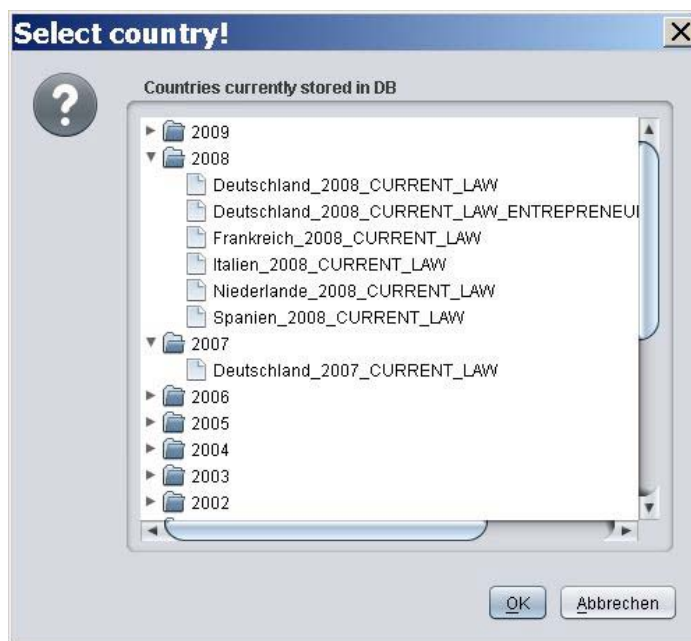 Select country!
Countries currently stored in DB
2009
2008
Deutschland_2008_CURRENT_LAW
Deutschland_2008_CURRENT_LAW_ENTREPRENEU
Frankreich_2008_CURRENT_LAW
Italien_2008_CURRENT_LAW
Niederlande_2008_CURRENT_LAW
Spanien_2008_CURRENT_LAW
2007
Deutschland_2007_CURRENT_LAW
2006
2005
2004
2003
2002
OK Abbrechen